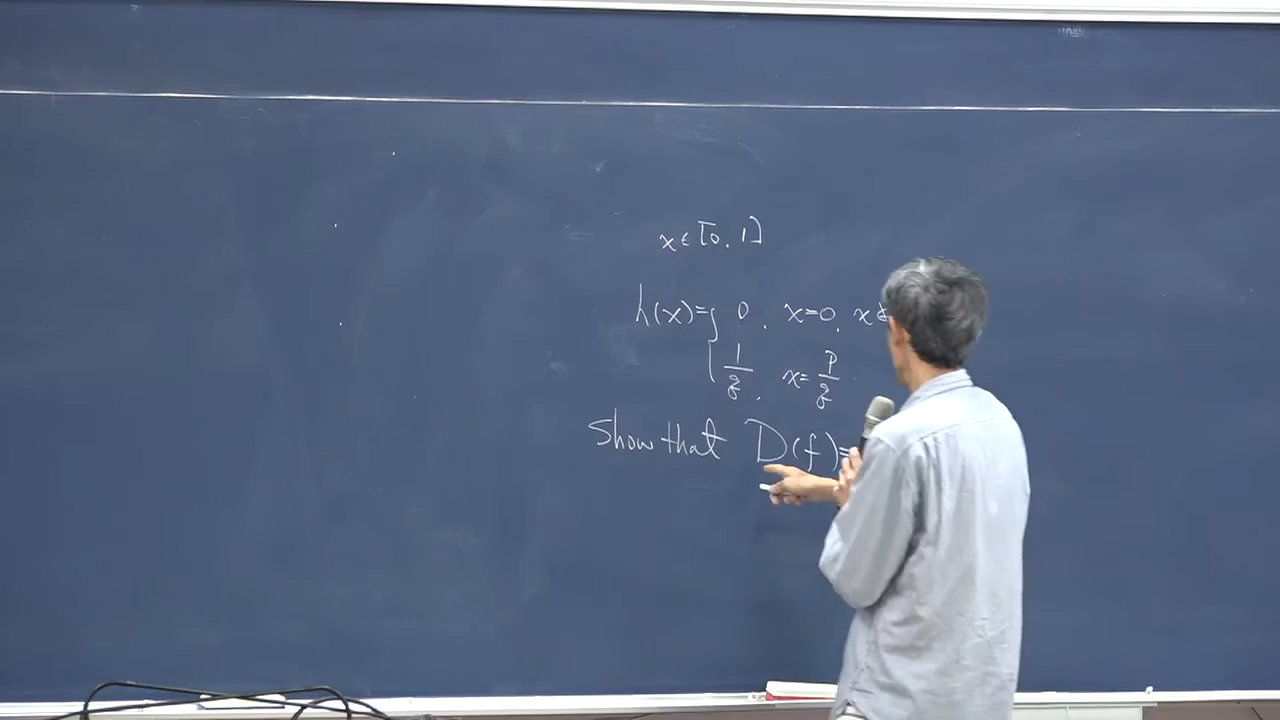 x ∈ [0, 1]
h(x) = { 0, x=0, x
1/q, x = p/q
Show that D(f) =